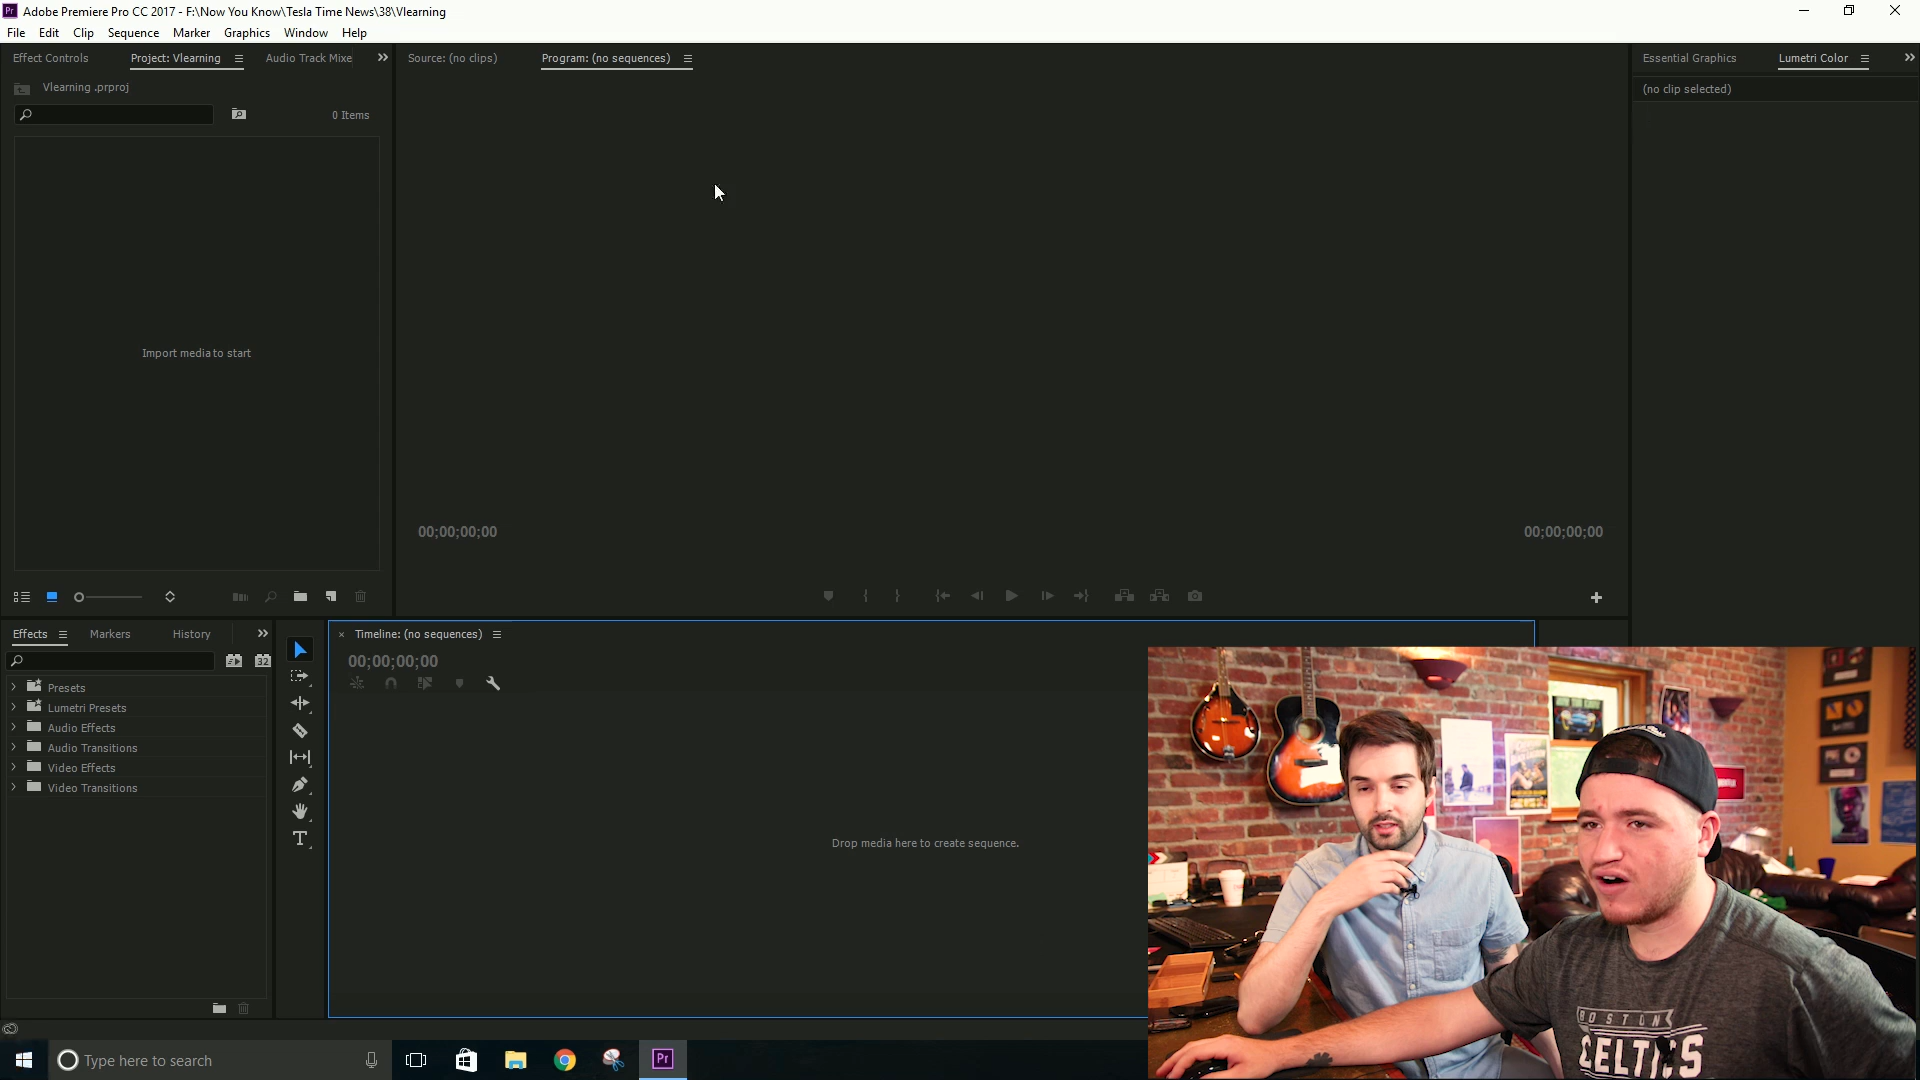 Pr Adobe Premiere Pro CC 2017 - F:\Now You Know\Tesla Time News\38\Vlearning
File Edit Clip Sequence Marker Graphics Window Help
Effect Controls Project: Vlearning Audio Track Mixe Source: (no clips) Program: (no sequences) Essential Graphics Lumetri Color
Vlearning .prproj
(no clip selected)
0 Items
Import media to start
00;00;00;00 00;00;00;00
Effects Markers History
Timeline: (no sequences)
00;00;00;00
32
Presets
Lumetri Presets
Audio Effects
Audio Transitions
Video Effects
Video Transitions
Drop media here to create sequence.
BOSTON
CELTICS
Type here to search
Pr